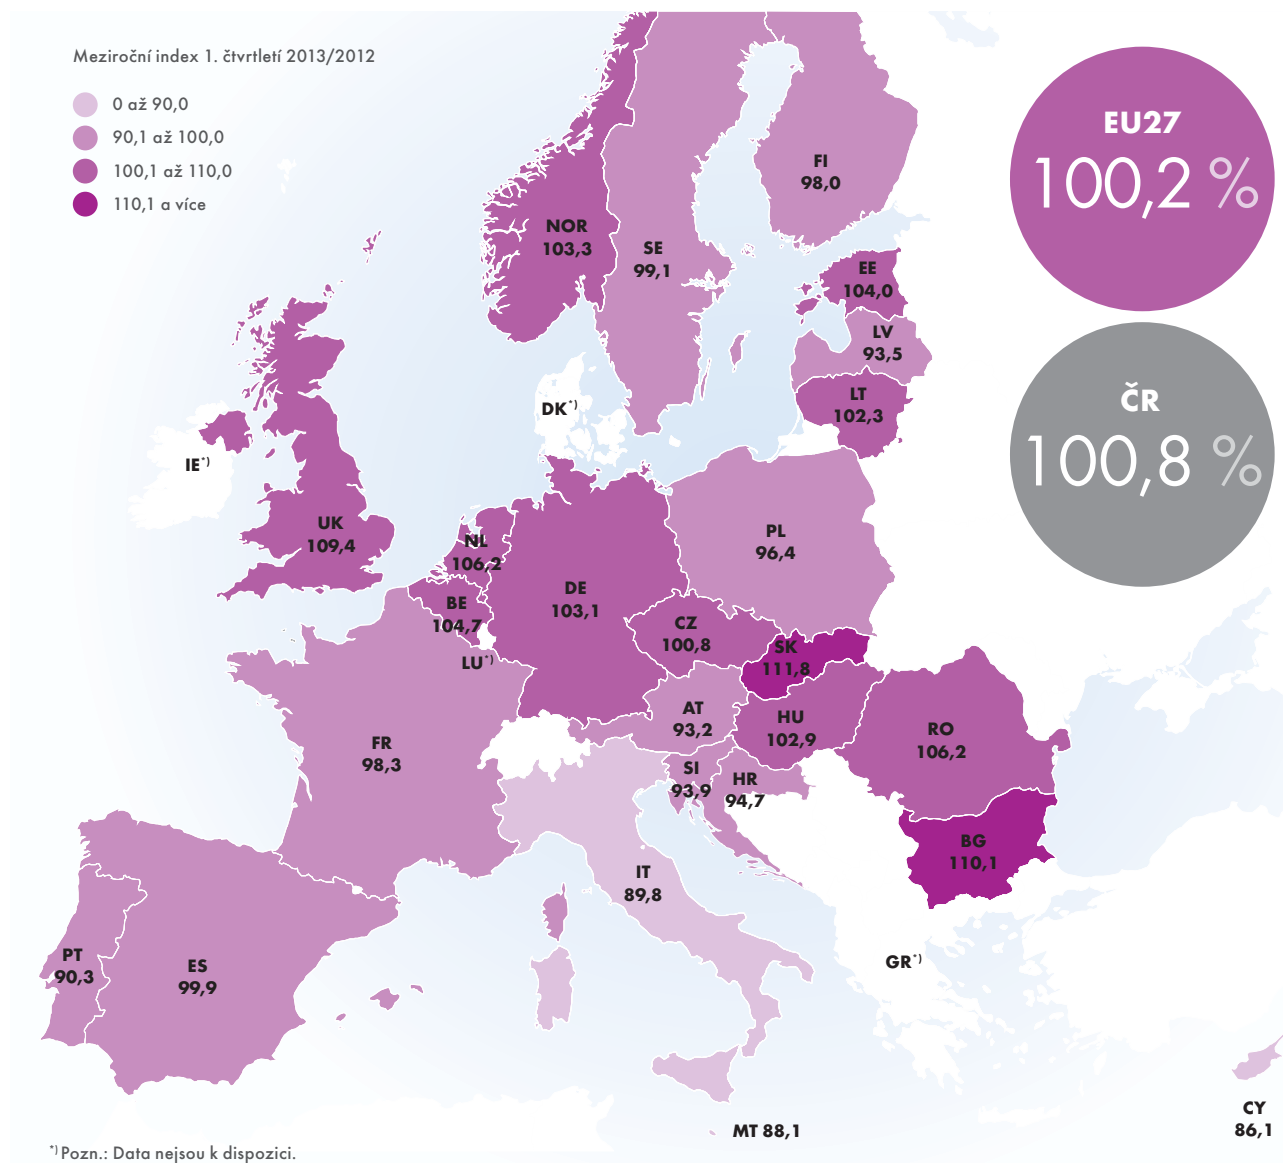 Meziroční index 1. čtvrtletí 2013/2012
0 až 90,0
90,1 až 100,0
100,1 až 110,0
110,1 a více
EU27
100,2 %
ČR
100,8 %
FI
98,0
NOR
103,3
SE
99,1
EE
104,0
LV
93,5
LT
102,3
DK*)
IE*)
UK
109,4
NL
106,2
PL
96,4
DE
103,1
BE
104,7
CZ
100,8
SK
111,8
LU*)
AT
93,2
HU
102,9
RO
106,2
FR
98,3
SI
93,9
HR
94,7
BG
110,1
IT
89,8
PT
90,3
ES
99,9
GR*)
CY
86,1
MT 88,1
*) Pozn.: Data nejsou k dispozici.